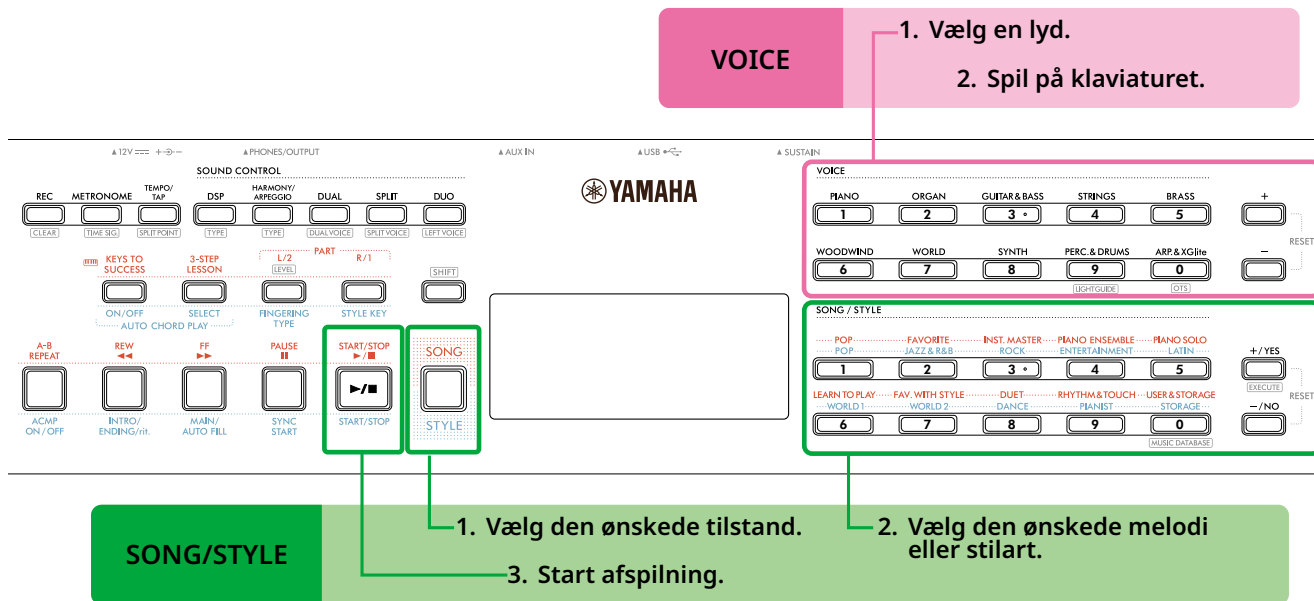 VOICE
1. Vælg en lyd.
2. Spil på klaviaturet.
▲12V ▲PHONES/OUTPUT ▲AUX IN ▲USB ▲SUSTAIN
SOUND CONTROL
REC METRONOME TEMPO/TAP DSP HARMONY/ARPEGGIO DUAL SPLIT DUO
CLEAR TIME SIG. SPLIT POINT TYPE TYPE DUAL VOICE SPLIT VOICE LEFT VOICE
YAMAHA
KEYS TO SUCCESS 3-STEP LESSON PART L/2 R/1
LEVEL SHIFT
ON/OFF SELECT FINGERING TYPE STYLE KEY
AUTO CHORD PLAY
A-B REPEAT REW ◀◀ FF ▶▶ PAUSE START/STOP ▶/■ SONG
▶/■
ACMP ON/OFF INTRO/ENDING/rit. MAIN/AUTO FILL SYNC START START/STOP STYLE
VOICE
PIANO ORGAN GUITAR & BASS STRINGS BRASS +
1 2 3 4 5
RESET
WOODWIND WORLD SYNTH PERC. & DRUMS ARP. & XGlite −
6 7 8 9 0
LIGHT GUIDE OTS
SONG / STYLE
POP FAVORITE INST. MASTER PIANO ENSEMBLE PIANO SOLO
POP JAZZ & R&B ROCK ENTERTAINMENT LATIN +/YES
1 2 3 4 5
EXECUTE
RESET
LEARN TO PLAY FAV. WITH STYLE DUET RHYTHM & TOUCH USER & STORAGE
WORLD 1 WORLD 2 DANCE PIANIST STORAGE −/NO
6 7 8 9 0
MUSIC DATABASE
SONG/STYLE
1. Vælg den ønskede tilstand.
3. Start afspilning.
2. Vælg den ønskede melodi
eller stilart.